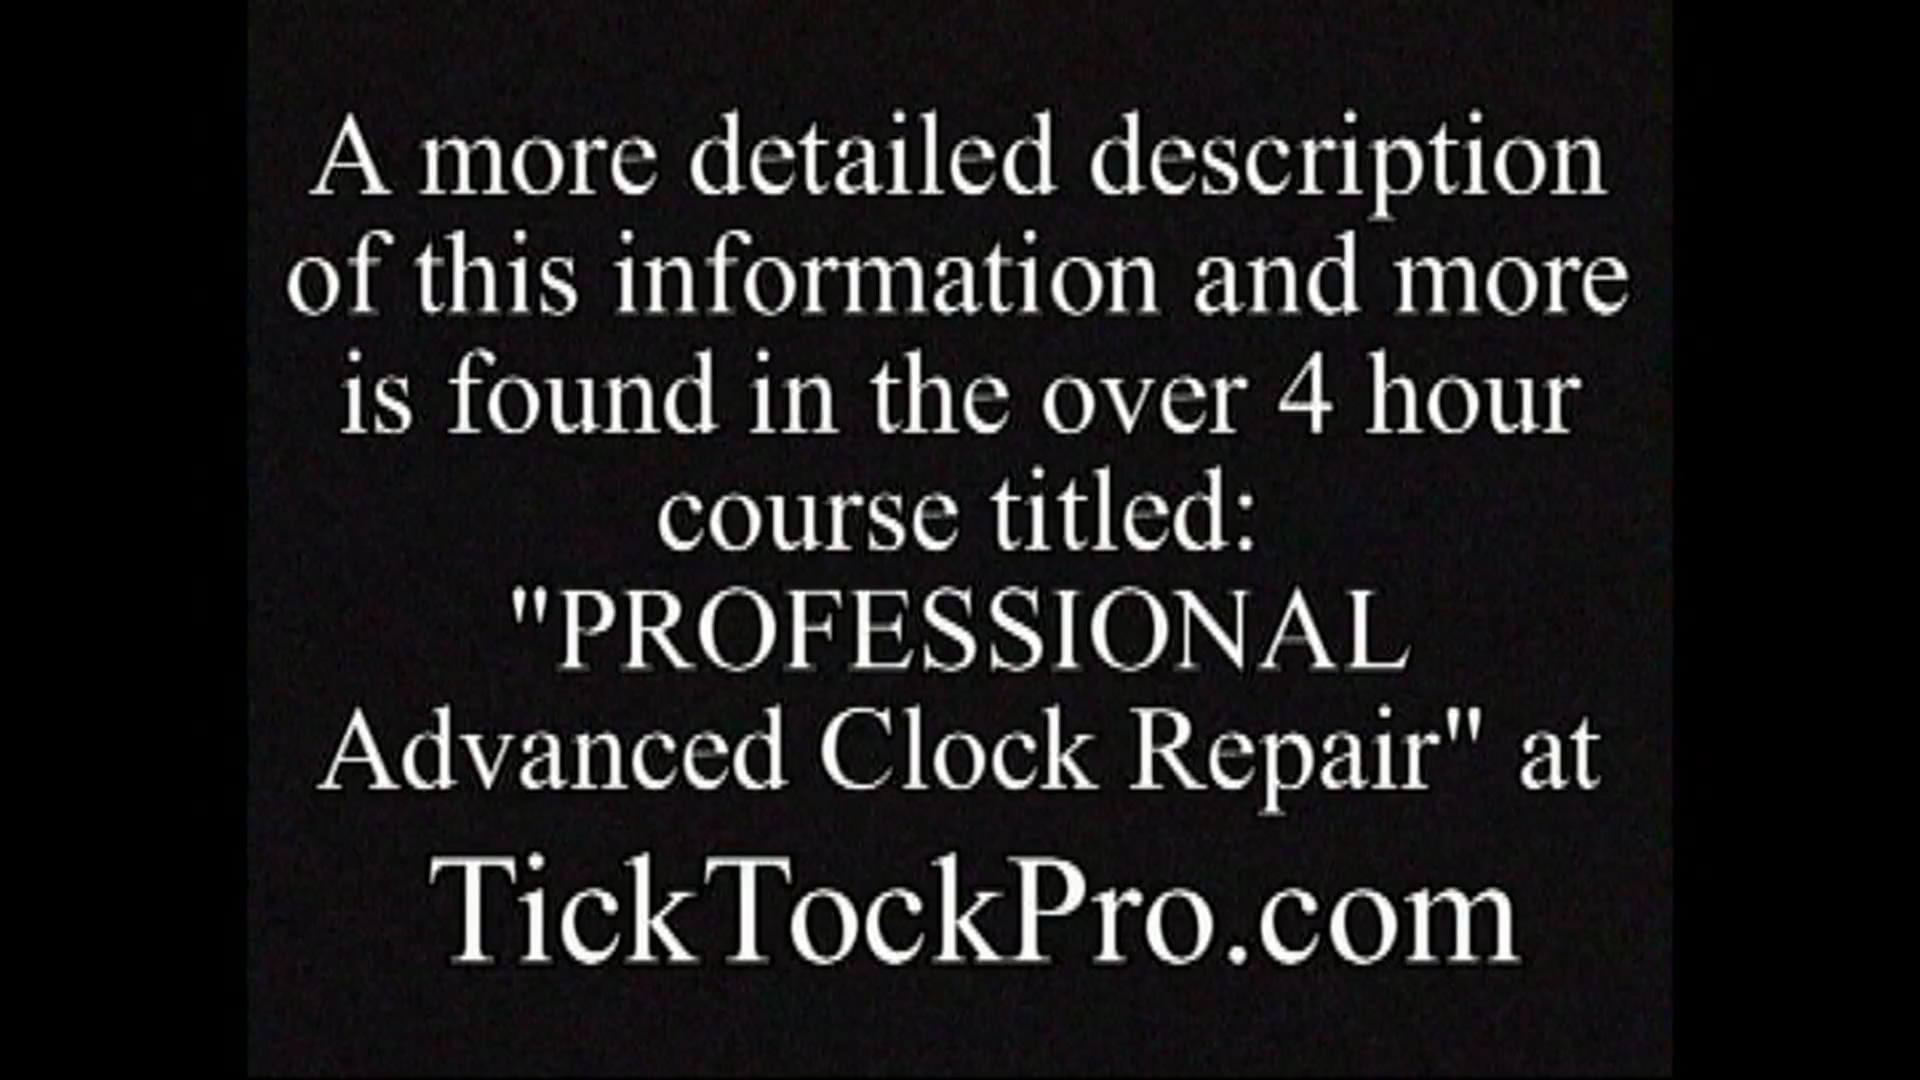 A more detailed description
of this information and more
is found in the over 4 hour
course titled:
"PROFESSIONAL
Advanced Clock Repair" at
TickTockPro.com